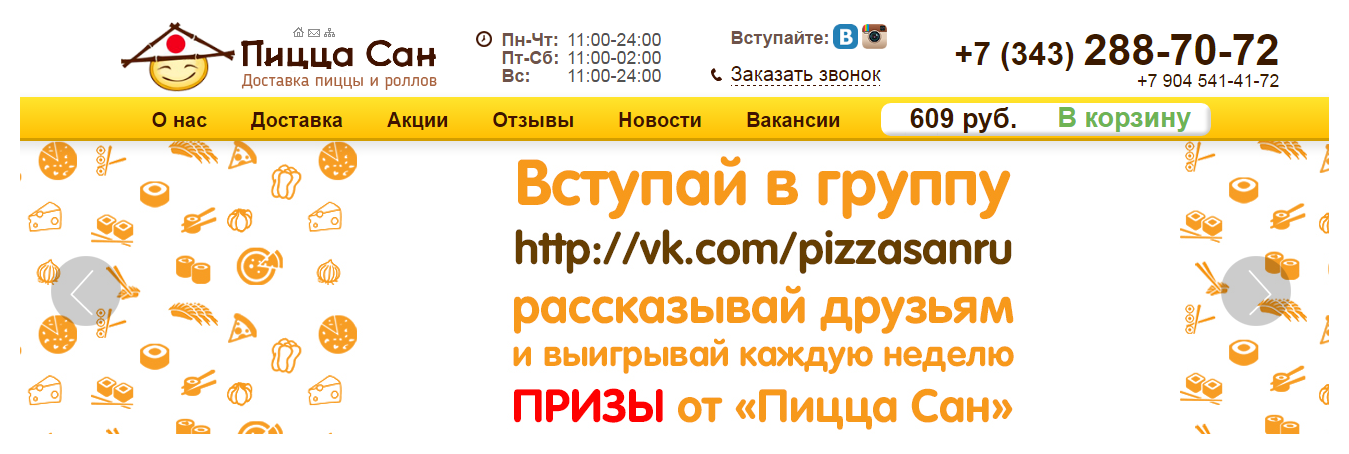 Пицца Сан
Доставка пиццы и роллов
Пн-Чт: 11:00-24:00
Пт-Сб: 11:00-02:00
Вс: 11:00-24:00
Вступайте: B
Заказать звонок
+7 (343) 288-70-72
+7 904 541-41-72
О нас Доставка Акции Отзывы Новости Вакансии 609 руб. В корзину
Вступай в группу
http://vk.com/pizzasanru
рассказывай друзьям
и выигрывай каждую неделю
ПРИЗЫ от «Пицца Сан»